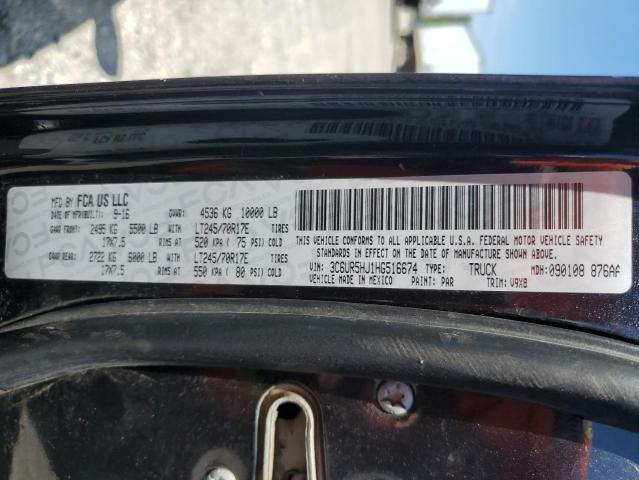 MFD BY FCA US LLC
DATE OF MFR(BUILT): 9-16 GVWR: 4536 KG 10000 LB
GAWR FRONT: 2495 KG 5500 LB WITH LT245/70R17E TIRES
17X7.5 RIMS AT 520 KPA ( 75 PSI) COLD
GAWR REAR: 2722 KG 6000 LB WITH LT245/70R17E TIRES
17X7.5 RIMS AT 550 KPA ( 80 PSI) COLD
THIS VEHICLE CONFORMS TO ALL APPLICABLE U.S.A. FEDERAL MOTOR VEHICLE SAFETY
STANDARDS IN EFFECT ON THE DATE OF MANUFACTURE SHOWN ABOVE.
VIN: 3C6UR5HJ1HG516674 TYPE: TRUCK MDH: 090108 876AA
VEHICLE MADE IN MEXICO PAINT: PAR TRIM: V9X8